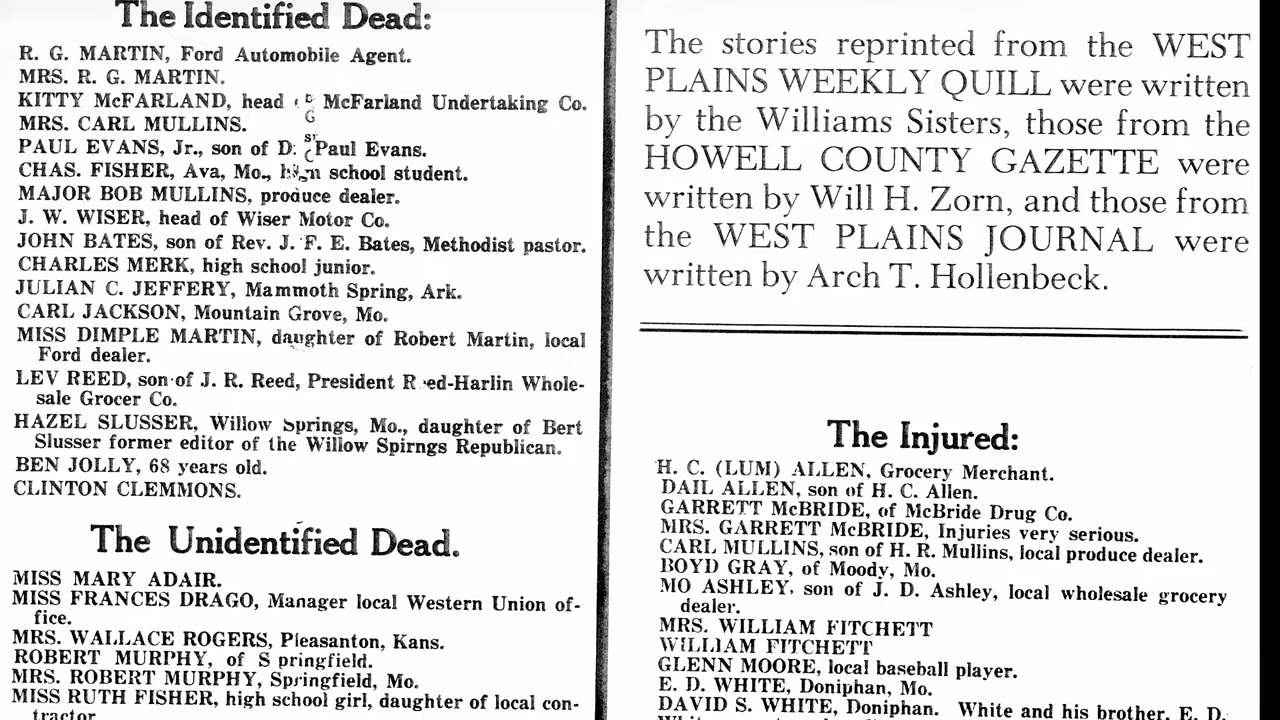 The Identified Dead:
R. G. MARTIN, Ford Automobile Agent.
MRS. R. G. MARTIN.
KITTY McFARLAND, head McFarland Undertaking Co.
MRS. CARL MULLINS.
PAUL EVANS, Jr., son of D. Paul Evans.
CHAS. FISHER, Ava, Mo., school student.
MAJOR BOB MULLINS, produce dealer.
J. W. WISER, head of Wiser Motor Co.
JOHN BATES, son of Rev. J. F. E. Bates, Methodist pastor.
CHARLES MERK, high school junior.
JULIAN C. JEFFERY, Mammoth Spring, Ark.
CARL JACKSON, Mountain Grove, Mo.
MISS DIMPLE MARTIN, daughter of Robert Martin, local
Ford dealer.
LEV REED, son of J. R. Reed, President R ed-Harlin Whole-
sale Grocer Co.
HAZEL SLUSSER, Willow Springs, Mo., daughter of Bert
Slusser former editor of the Willow Spirngs Republican.
BEN JOLLY, 68 years old.
CLINTON CLEMMONS.
The Unidentified Dead.
MISS MARY ADAIR.
MISS FRANCES DRAGO, Manager local Western Union of-
fice.
MRS. WALLACE ROGERS, Pleasanton, Kans.
ROBERT MURPHY, of S pringfield.
MRS. ROBERT MURPHY, Springfield, Mo.
MISS RUTH FISHER, high school girl, daughter of local con-
tractor
The stories reprinted from the WEST
PLAINS WEEKLY QUILL were written
by the Williams Sisters, those from the
HOWELL COUNTY GAZETTE were
written by Will H. Zorn, and those from
the WEST PLAINS JOURNAL were
written by Arch T. Hollenbeck.
The Injured:
H. C. (LUM) ALLEN, Grocery Merchant.
DAIL ALLEN, son of H. C. Allen.
GARRETT McBRIDE, of McBride Drug Co.
MRS. GARRETT McBRIDE, Injuries very serious.
CARL MULLINS, son of H. R. Mullins, local produce dealer.
BOYD GRAY, of Moody, Mo.
MO ASHLEY, son of J. D. Ashley, local wholesale grocery
dealer.
MRS. WILLIAM FITCHETT
WILLIAM FITCHETT
GLENN MOORE, local baseball player.
E. D. WHITE, Doniphan, Mo.
DAVID S. WHITE, Doniphan. White and his brother, E. D.